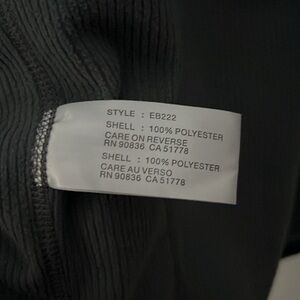 STYLE : EB222
SHELL : 100% POLYESTER
CARE ON REVERSE
RN 90836 CA 51778
SHELL : 100% POLYESTER
CARE AU VERSO
RN 90836 CA 51778